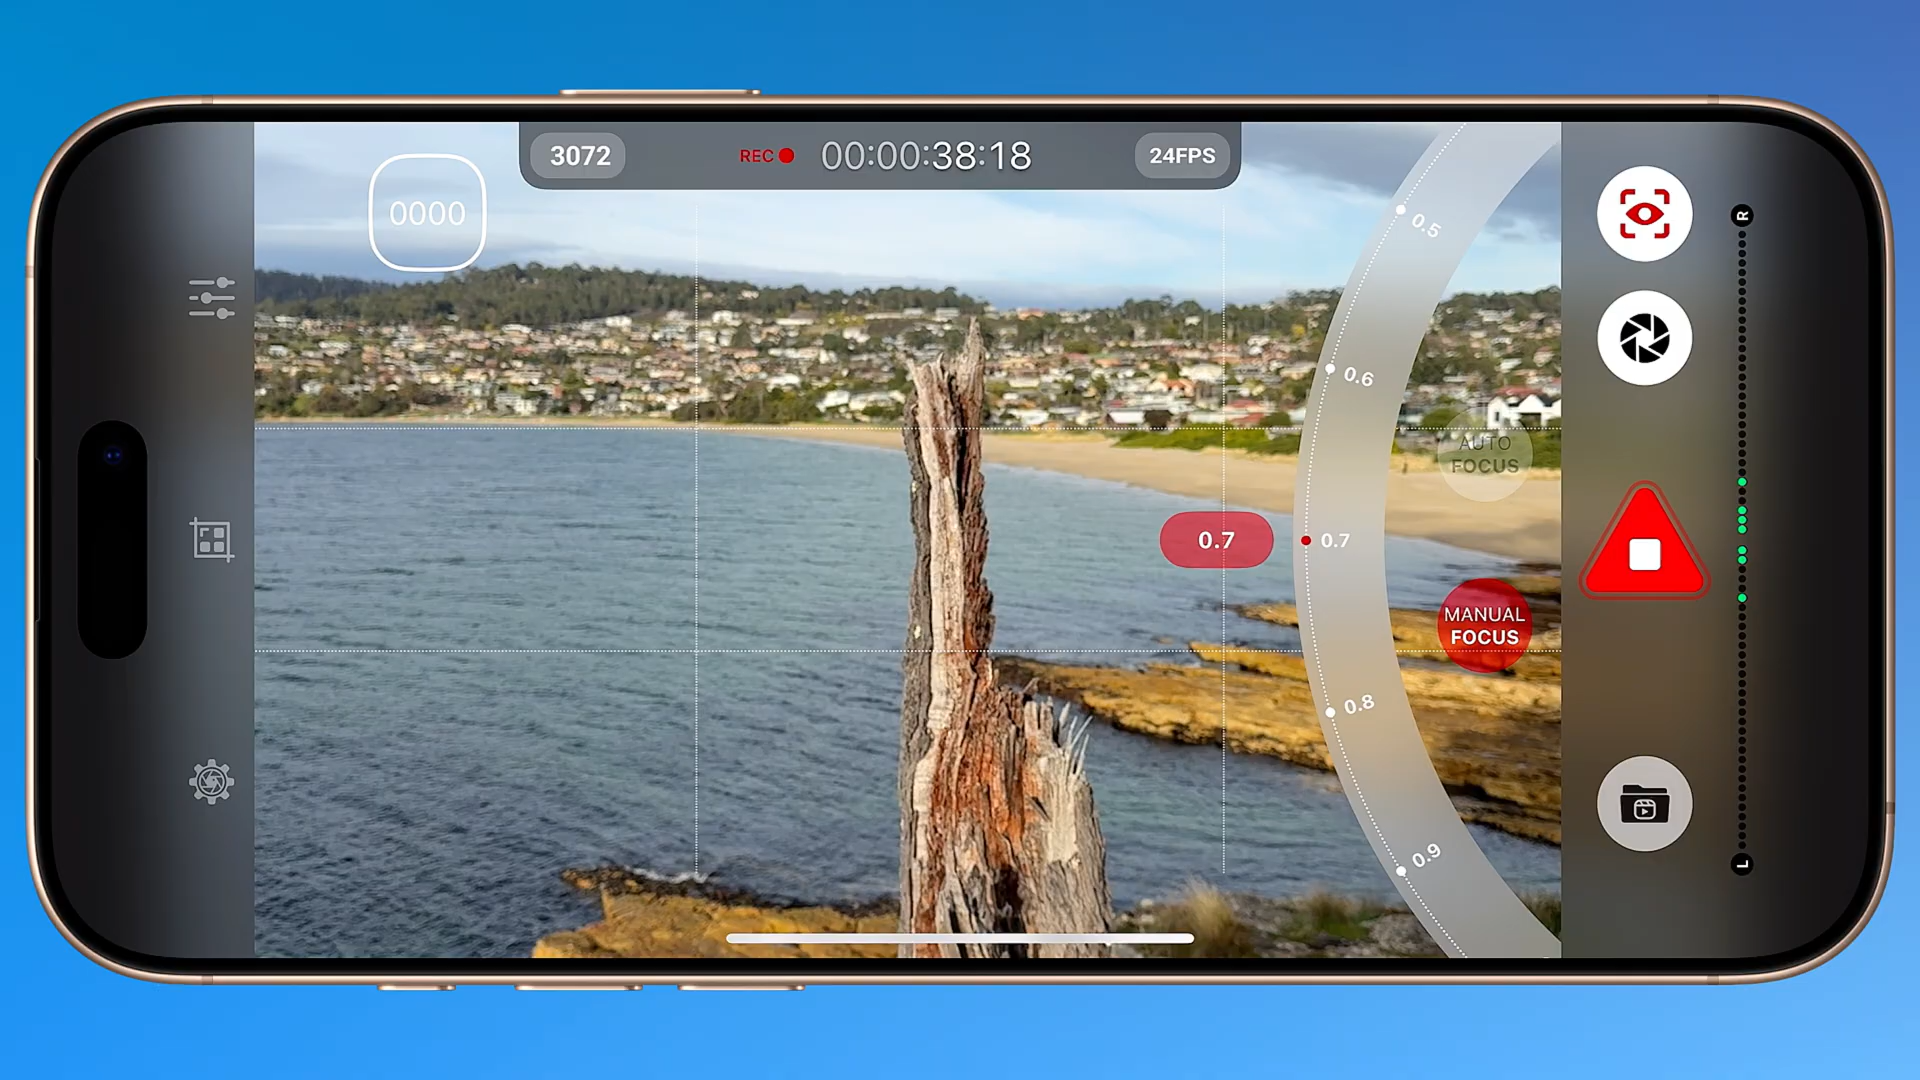 3072
REC
00:00:38:18
24FPS
0000
0.5
0.6
0.7
0.7
0.8
0.9
AUTO
FOCUS
MANUAL
FOCUS
R
L